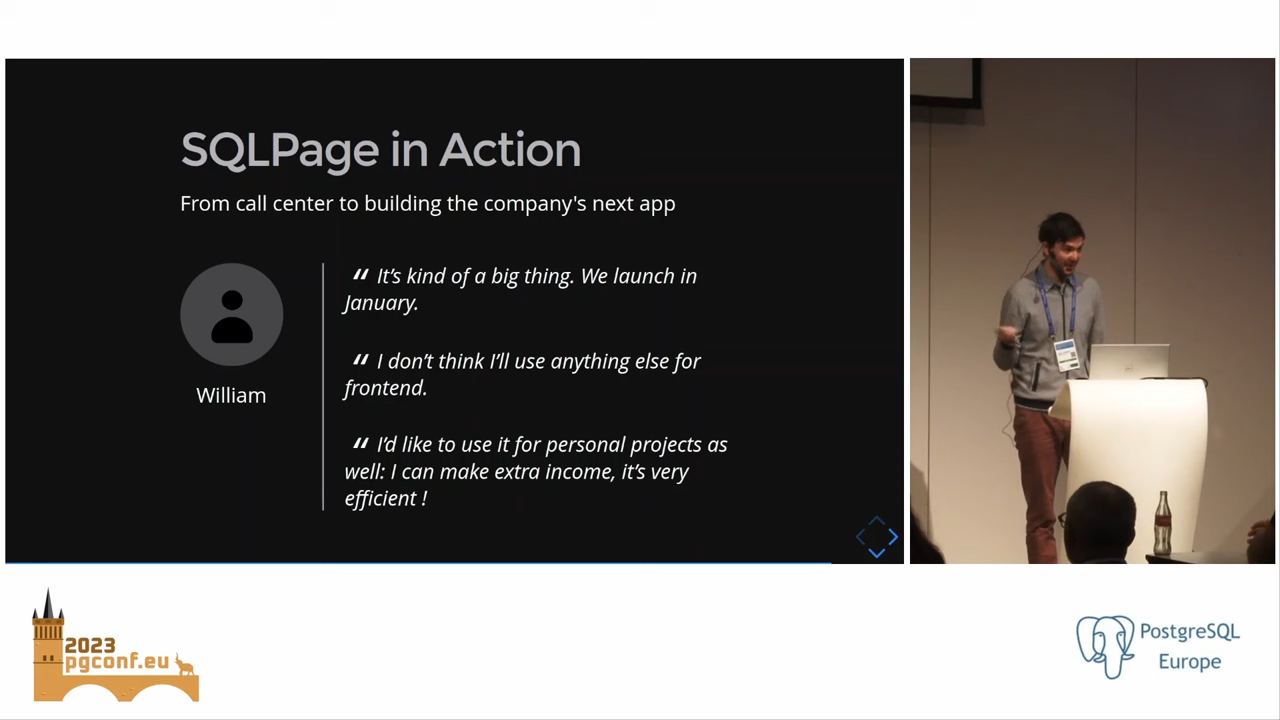 SQLPage in Action
From call center to building the company's next app
William
“ It's kind of a big thing. We launch in
January.
“ I don't think I'll use anything else for
frontend.
“ I'd like to use it for personal projects as
well: I can make extra income, it's very
efficient !
2023
pgconf.eu
PostgreSQL
Europe